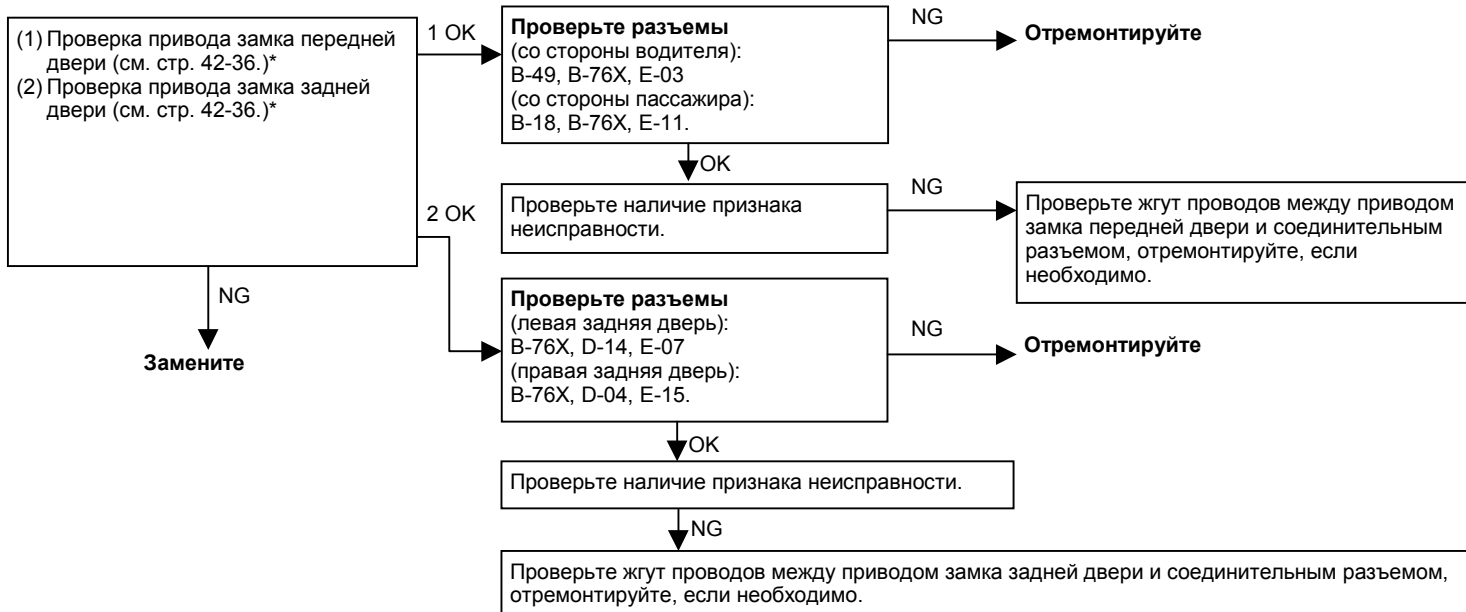 (1) Проверка привода замка передней
двери (см. стр. 42-36.)*
(2) Проверка привода замка задней
двери (см. стр. 42-36.)*
1 OK
Проверьте разъемы
(со стороны водителя):
B-49, B-76X, E-03
(со стороны пассажира):
B-18, B-76X, E-11.
NG
Отремонтируйте
OK
Проверьте наличие признака
неисправности.
NG
Проверьте жгут проводов между приводом
замка передней двери и соединительным
разъемом, отремонтируйте, если
необходимо.
2 OK
NG
Замените
Проверьте разъемы
(левая задняя дверь):
B-76X, D-14, E-07
(правая задняя дверь):
B-76X, D-04, E-15.
NG
Отремонтируйте
OK
Проверьте наличие признака неисправности.
NG
Проверьте жгут проводов между приводом замка задней двери и соединительным разъемом,
отремонтируйте, если необходимо.